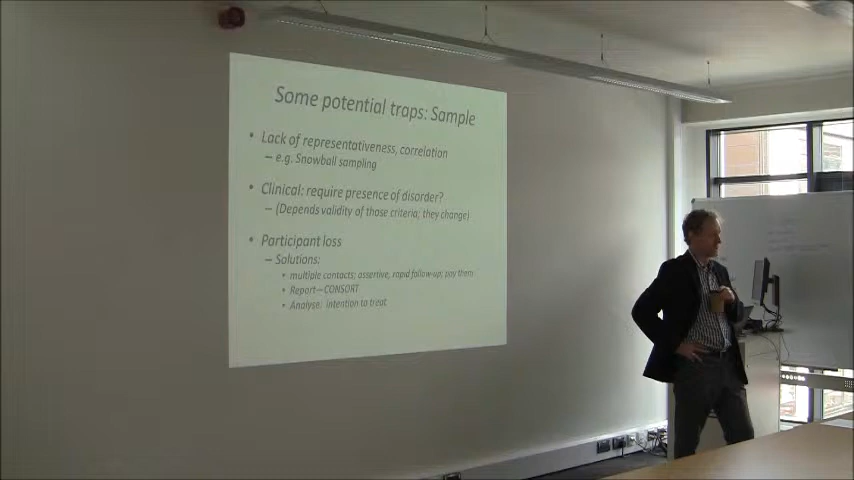 Some potential traps: Sample
• Lack of representativeness, correlation
– e.g. Snowball sampling
• Clinical: require presence of disorder?
– (Depends validity of those criteria; they change)
• Participant loss
– Solutions:
• multiple contacts; assertive, rapid follow-up; pay them
• Report—CONSORT
• Analyse: intention to treat